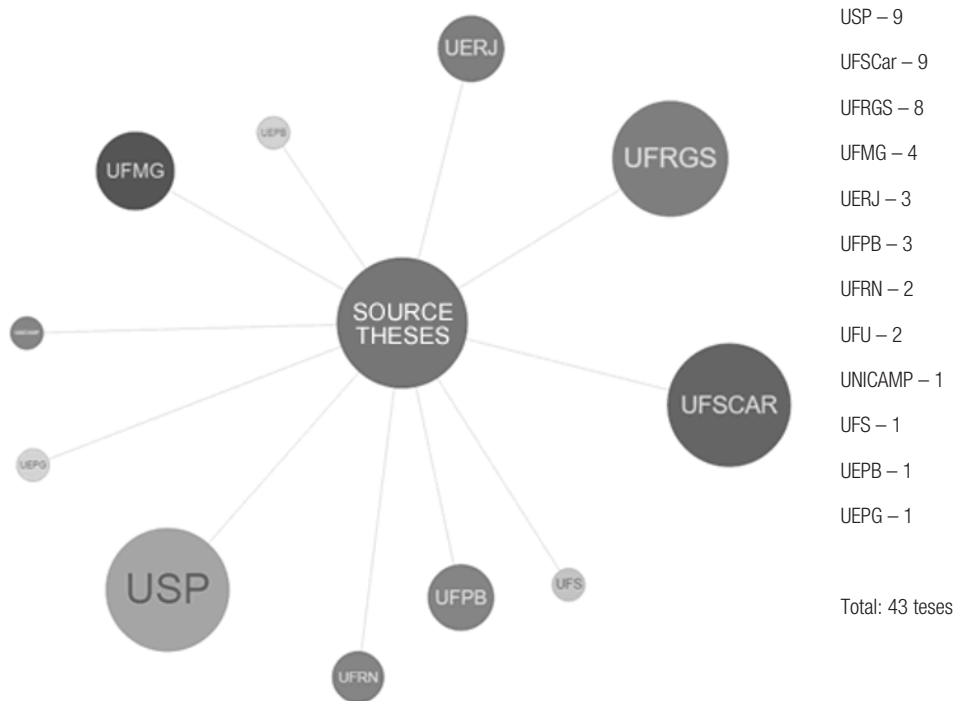 UERJ
UEPB
UFMG
UFRGS
SOURCE
THESES
UNICAMP
UFSCAR
UEPG
USP
UFPB
UFS
UFRN
USP – 9
UFSCar – 9
UFRGS – 8
UFMG – 4
UERJ – 3
UFPB – 3
UFRN – 2
UFU – 2
UNICAMP – 1
UFS – 1
UEPB – 1
UEPG – 1
Total: 43 teses